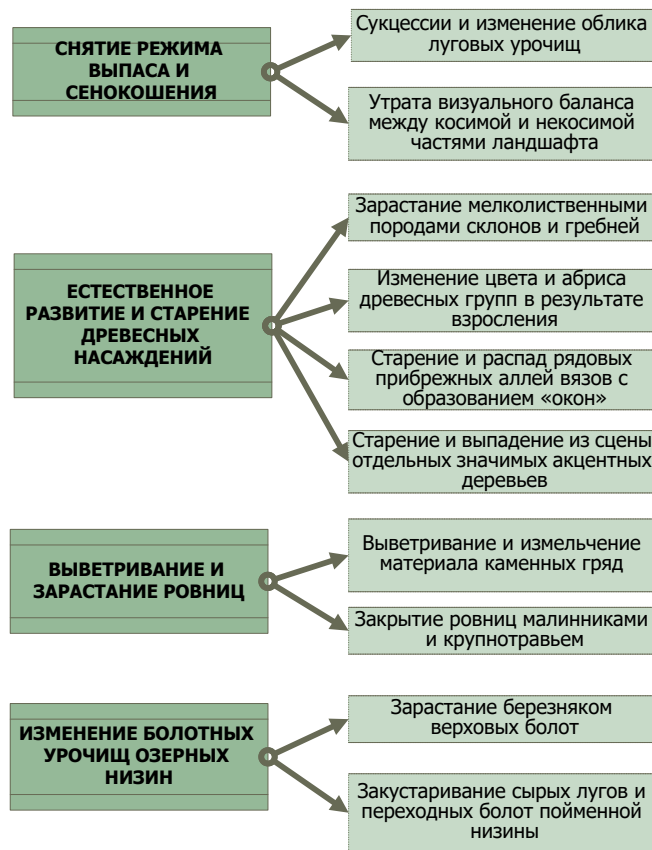 СНЯТИЕ РЕЖИМА
ВЫПАСА И
СЕНОКОШЕНИЯ
Сукцессии и изменение облика
луговых урочищ
Утрата визуального баланса
между косимой и некосимой
частями ландшафта
ЕСТЕСТВЕННОЕ
РАЗВИТИЕ И СТАРЕНИЕ
ДРЕВЕСНЫХ
НАСАЖДЕНИЙ
Зарастание мелколиственными
породами склонов и гребней
Изменение цвета и абриса
древесных групп в результате
взросления
Старение и распад рядовых
прибрежных аллей вязов с
образованием «окон»
Старение и выпадение из сцены
отдельных значимых акцентных
деревьев
ВЫВЕТРИВАНИЕ И
ЗАРАСТАНИЕ РОВНИЦ
Выветривание и измельчение
материала каменных гряд
Закрытие ровниц малинниками
и крупнотравьем
ИЗМЕНЕНИЕ БОЛОТНЫХ
УРОЧИЩ ОЗЕРНЫХ
НИЗИН
Зарастание березняком
верховых болот
Закустаривание сырых лугов и
переходных болот пойменной
низины